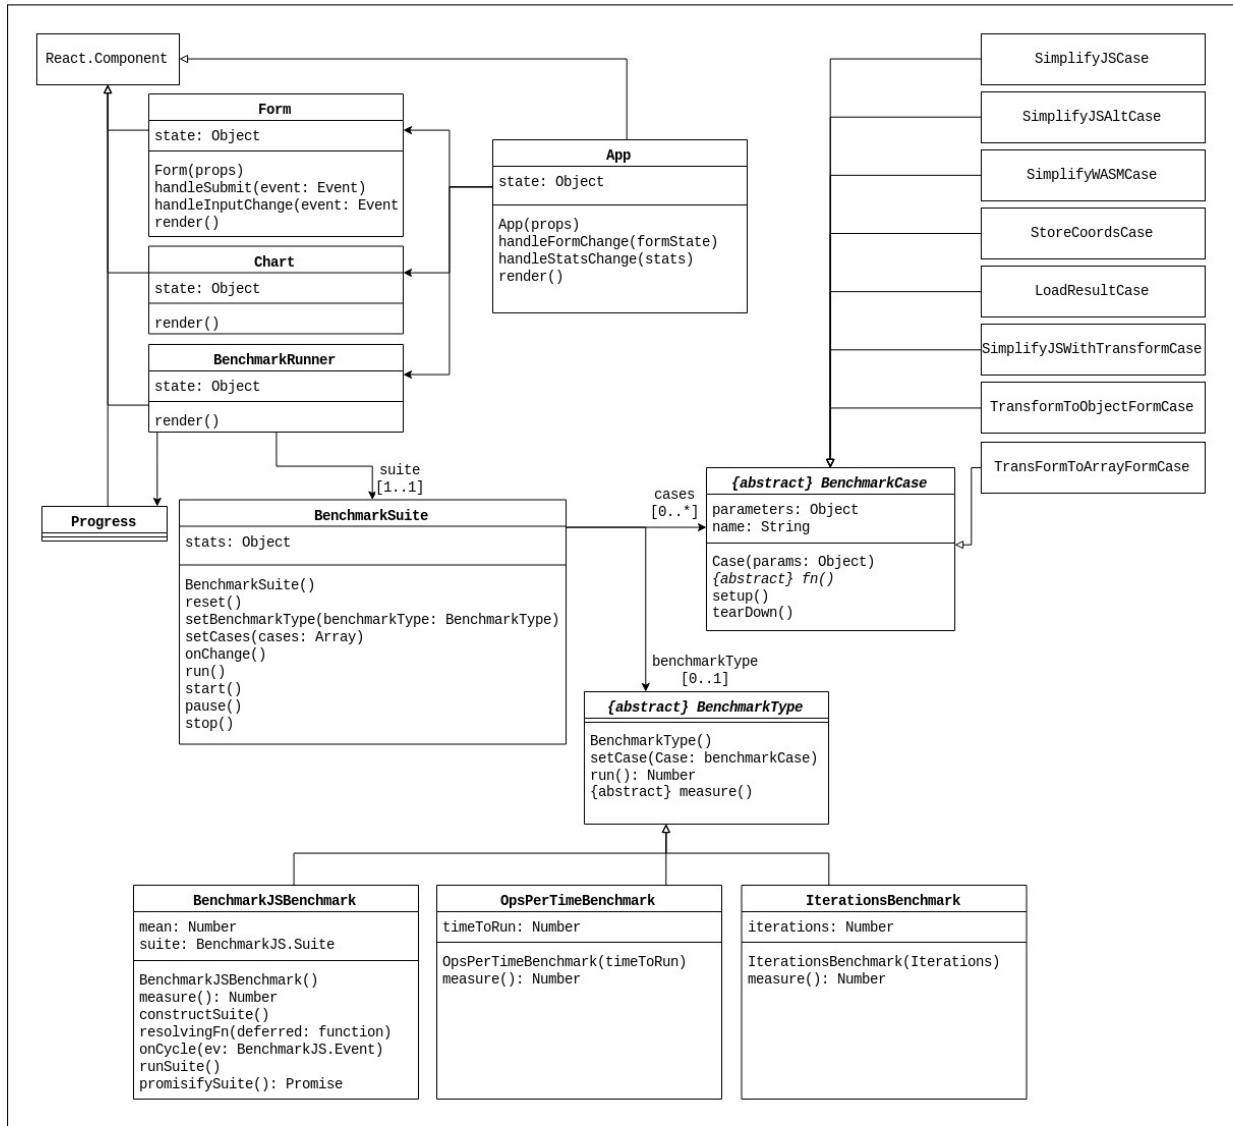 React.Component
Form
state: Object
Form(props)
handleSubmit(event: Event)
handleInputChange(event: Event
render()
Chart
state: Object
render()
BenchmarkRunner
state: Object
render()
App
state: Object
App(props)
handleFormChange(formState)
handleStatsChange(stats)
render()
SimplifyJSCase
SimplifyJSAltCase
SimplifyWASMCase
StoreCoordsCase
LoadResultCase
SimplifyJSWithTransformCase
TransformToObjectFormCase
TransFormToArrayFormCase
suite
[1..1]
Progress
BenchmarkSuite
stats: Object
BenchmarkSuite()
reset()
setBenchmarkType(benchmarkType: BenchmarkType)
setCases(cases: Array)
onChange()
run()
start()
pause()
stop()
cases
[0..*]
{abstract} BenchmarkCase
parameters: Object
name: String
Case(params: Object)
{abstract} fn()
setup()
tearDown()
benchmarkType
[0..1]
{abstract} BenchmarkType
BenchmarkType()
setCase(Case: benchmarkCase)
run(): Number
{abstract} measure()
BenchmarkJSBenchmark
mean: Number
suite: BenchmarkJS.Suite
BenchmarkJSBenchmark()
measure(): Number
constructSuite()
resolvingFn(deferred: function)
onCycle(ev: BenchmarkJS.Event)
runSuite()
promisifySuite(): Promise
OpsPerTimeBenchmark
timeToRun: Number
OpsPerTimeBenchmark(timeToRun)
measure(): Number
IterationsBenchmark
iterations: Number
IterationsBenchmark(Iterations)
measure(): Number